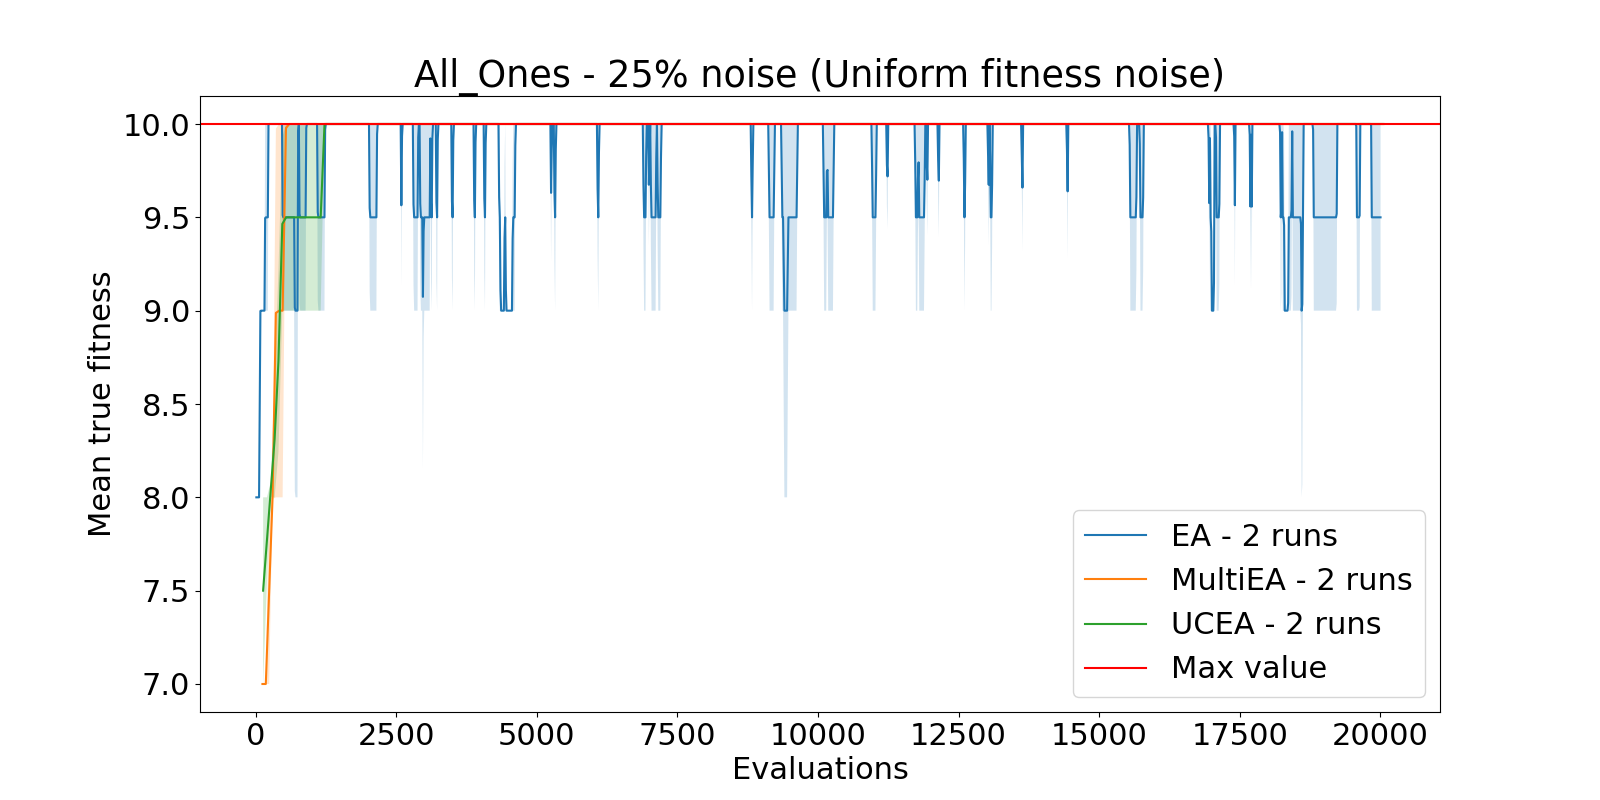 All_Ones - 25% noise (Uniform fitness noise)
10.0
9.5
9.0
8.5
8.0
7.5
7.0
Mean true fitness
EA - 2 runs
MultiEA - 2 runs
UCEA - 2 runs
Max value
0 2500 5000 7500 10000 12500 15000 17500 20000
Evaluations